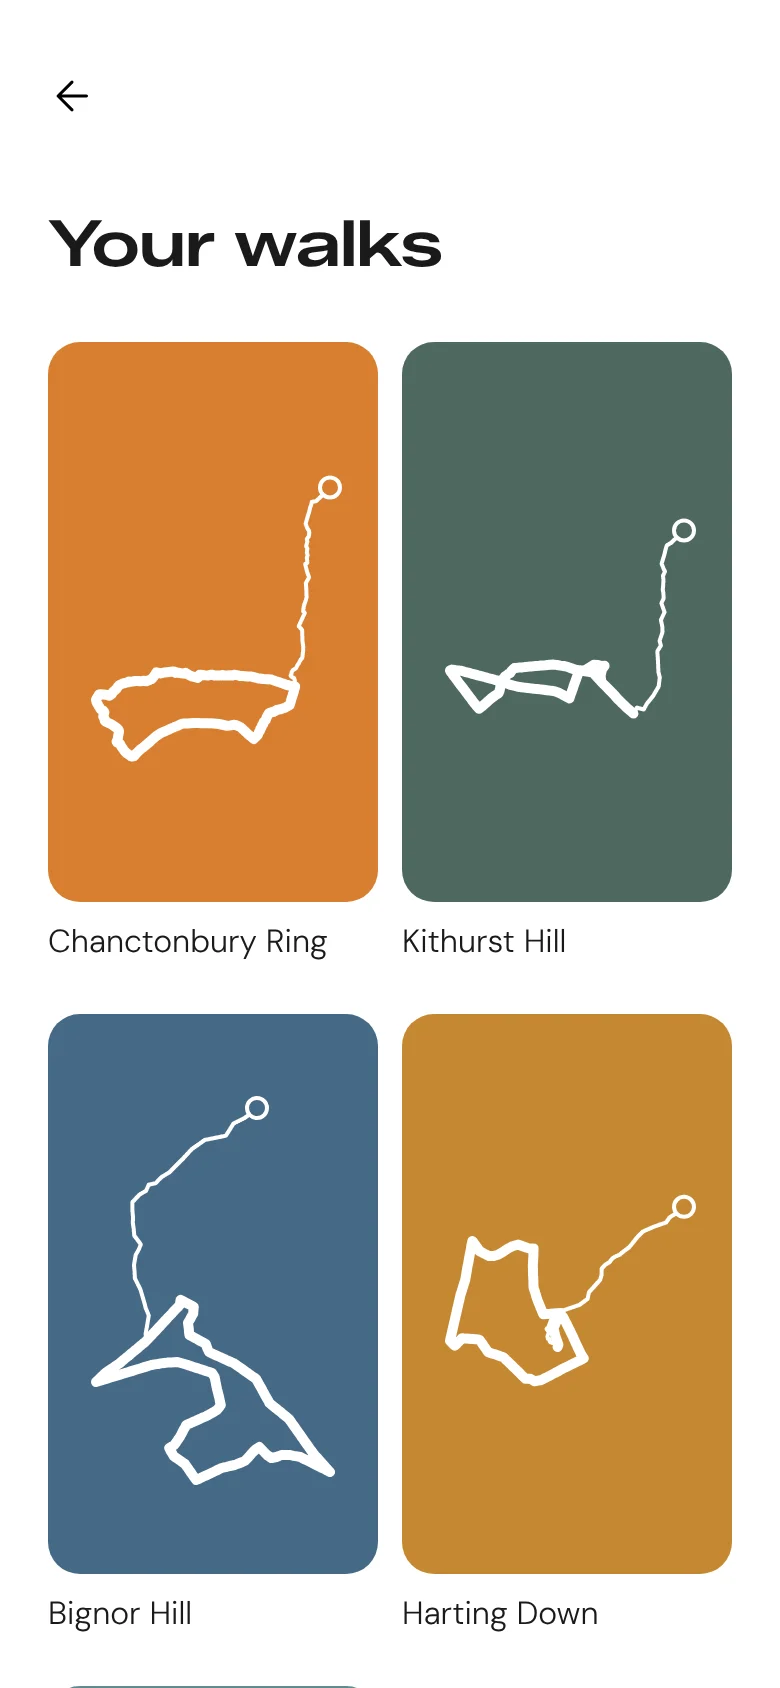 Your walks
Chanctonbury Ring
Kithurst Hill
Bignor Hill
Harting Down